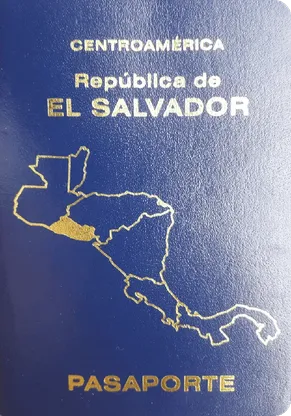 CENTROAMÉRICA
República de
EL SALVADOR
PASAPORTE